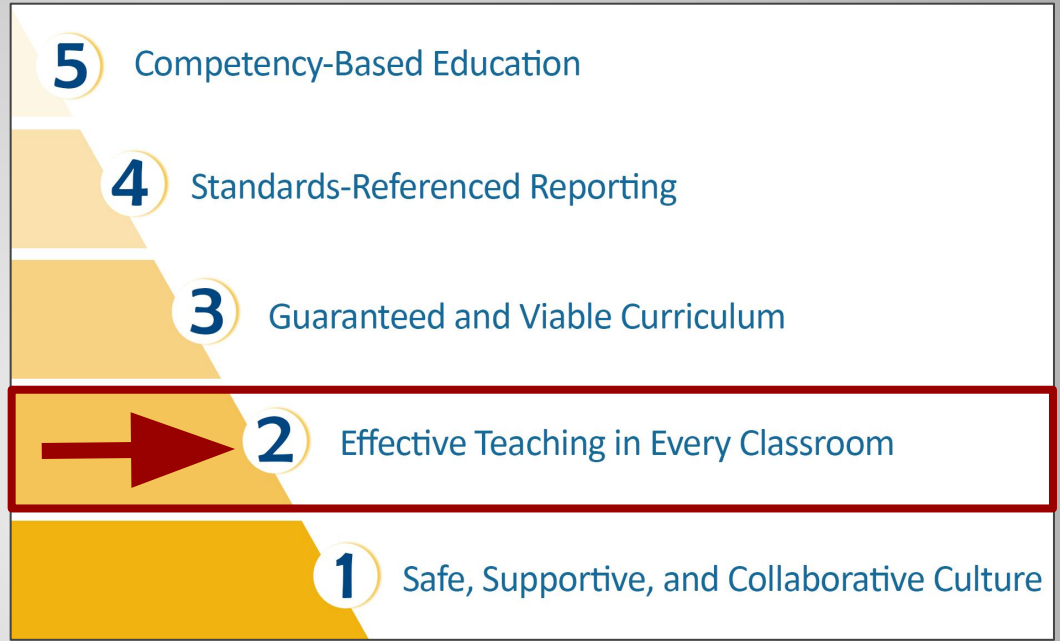 5 Competency-Based Education
4 Standards-Referenced Reporting
3 Guaranteed and Viable Curriculum
2 Effective Teaching in Every Classroom
1 Safe, Supportive, and Collaborative Culture